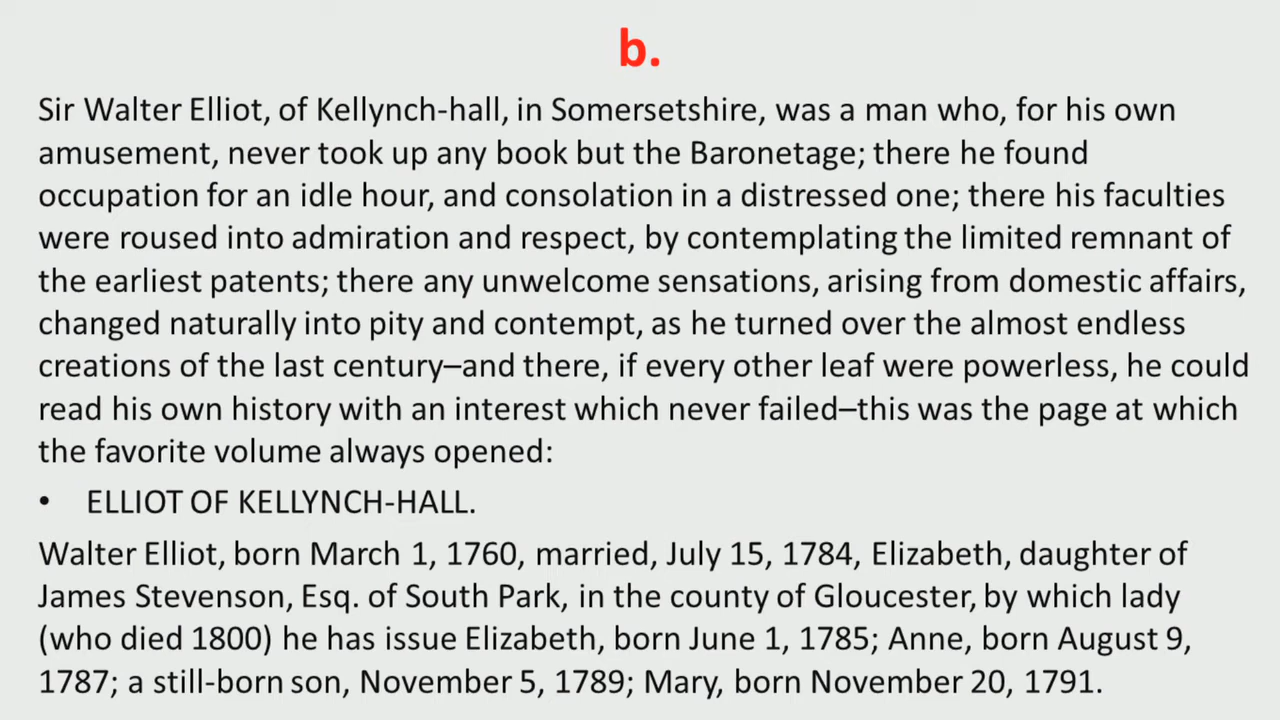 b.
Sir Walter Elliot, of Kellynch-hall, in Somersetshire, was a man who, for his own
amusement, never took up any book but the Baronetage; there he found
occupation for an idle hour, and consolation in a distressed one; there his faculties
were roused into admiration and respect, by contemplating the limited remnant of
the earliest patents; there any unwelcome sensations, arising from domestic affairs,
changed naturally into pity and contempt, as he turned over the almost endless
creations of the last century–and there, if every other leaf were powerless, he could
read his own history with an interest which never failed–this was the page at which
the favorite volume always opened:
• ELLIOT OF KELLYNCH-HALL.
Walter Elliot, born March 1, 1760, married, July 15, 1784, Elizabeth, daughter of
James Stevenson, Esq. of South Park, in the county of Gloucester, by which lady
(who died 1800) he has issue Elizabeth, born June 1, 1785; Anne, born August 9,
1787; a still-born son, November 5, 1789; Mary, born November 20, 1791.